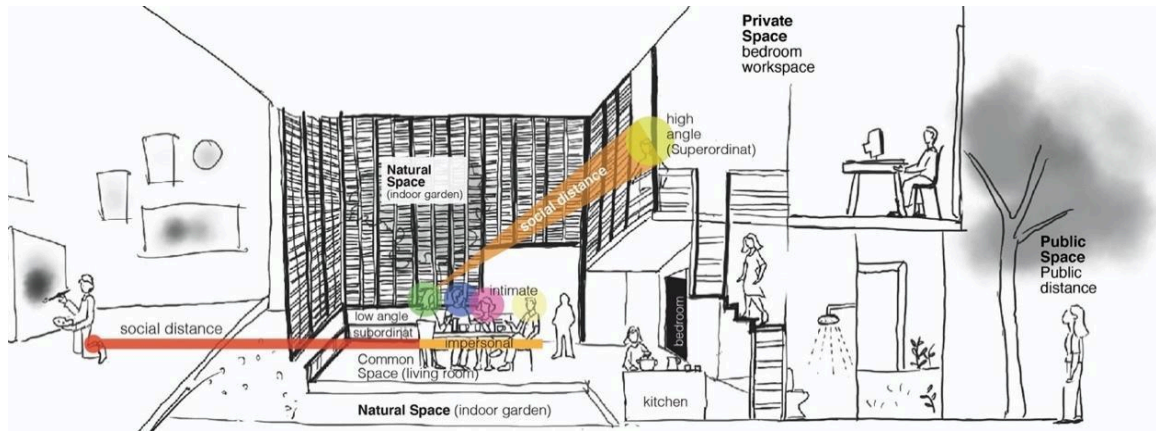 Private
Space
bedroom
workspace
high
angle
(Superordinat)
Natural
Space
(indoor garden)
social distance
Public
Space
Public
distance
intimate
low angle
subordinat
social distance
impersonal
bedroom
Common
Space (living room)
kitchen
Natural Space (indoor garden)